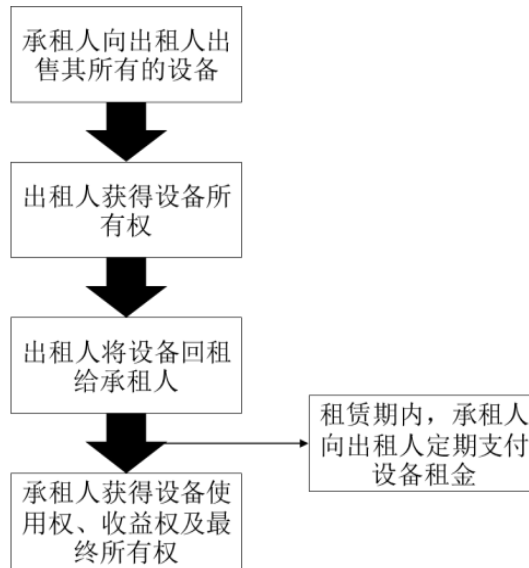 承租人向出租人出
售其所有的设备
出租人获得设备所
有权
出租人将设备回租
给承租人
租赁期内，承租人
向出租人定期支付
设备租金
承租人获得设备使
用权、收益权及最
终所有权